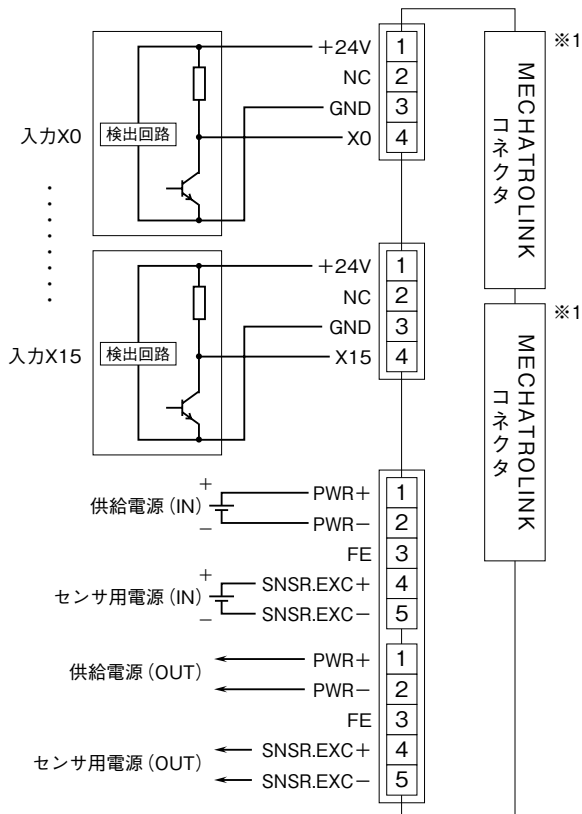 入力X0
検出回路
+24V 1
NC 2
GND 3
X0 4
※1
MECHATROLINK
コネクタ
入力X15
検出回路
+24V 1
NC 2
GND 3
X15 4
※1
MECHATROLINK
コネクタ
供給電源(IN)
+
−
PWR+ 1
PWR− 2
FE 3
センサ用電源(IN)
+
−
SNSR.EXC+ 4
SNSR.EXC− 5
供給電源(OUT)
PWR+ 1
PWR− 2
FE 3
センサ用電源(OUT)
SNSR.EXC+ 4
SNSR.EXC− 5